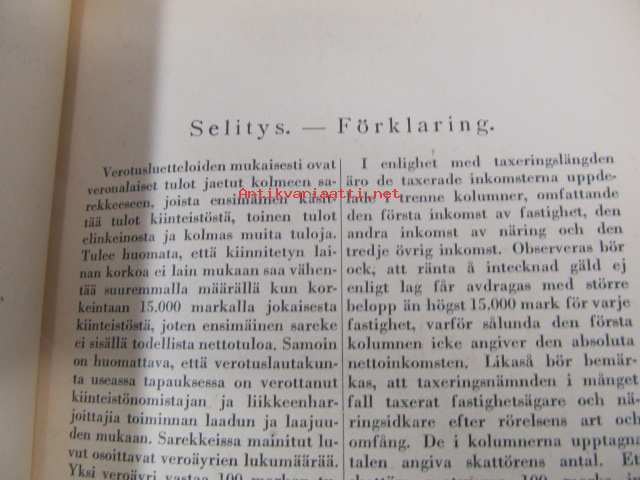 Selitys. — Förklaring.
Verotusluetteloiden mukaisesti ovat
veronalaiset tulot jaetut kolmeen sa-
rekkeeseen, joista ensimäinen käsit-
tää tulot kiinteistöstä, toinen tulot
elinkeinosta ja kolmas muita tuloja.
Tulee huomata, että kiinnitetyn lai-
nan korkoa ei lain mukaan saa vähen-
tää suuremmalla määrällä kun kor-
keintaan 15.000 markalla jokaisesta
kiinteistöstä, joten ensimäinen sareke
ei sisällä todellista nettotuloa. Samoin
on huomattava, että verotuslautakun-
ta useassa tapauksessa on verottanut
kiinteistönomistajan ja liikkeenhar-
joittajia toiminnan laadun ja laajuu-
den mukaan. Sarekkeissa mainitut lu-
vut osoittavat veroäyrien lukumäärää.
Yksi veroäyri vastaa 100 markan tu-
I enlighet med taxeringslängden
äro de taxerade inkomsterna uppde-
lade i trenne kolumner, omfattande
den första inkomst av fastighet, den
andra inkomst av näring och den
tredje övrig inkomst. Observeras bör
ock, att ränta å intecknad gäld ej
enligt lag får avdragas med större
belopp än högst 15.000 mark för varje
fastighet, varför sålunda den första
kolumnen icke angiver den absoluta
nettoinkomsten. Likaså bör bemär-
kas, att taxeringsnämnden i månget
fall taxerat fastighetsägare och nä-
ringsidkare efter rörelsens art och
omfång. De i kolumnerna upptagna
talen angiva skattörens antal. Et
Antikvariaatti.net